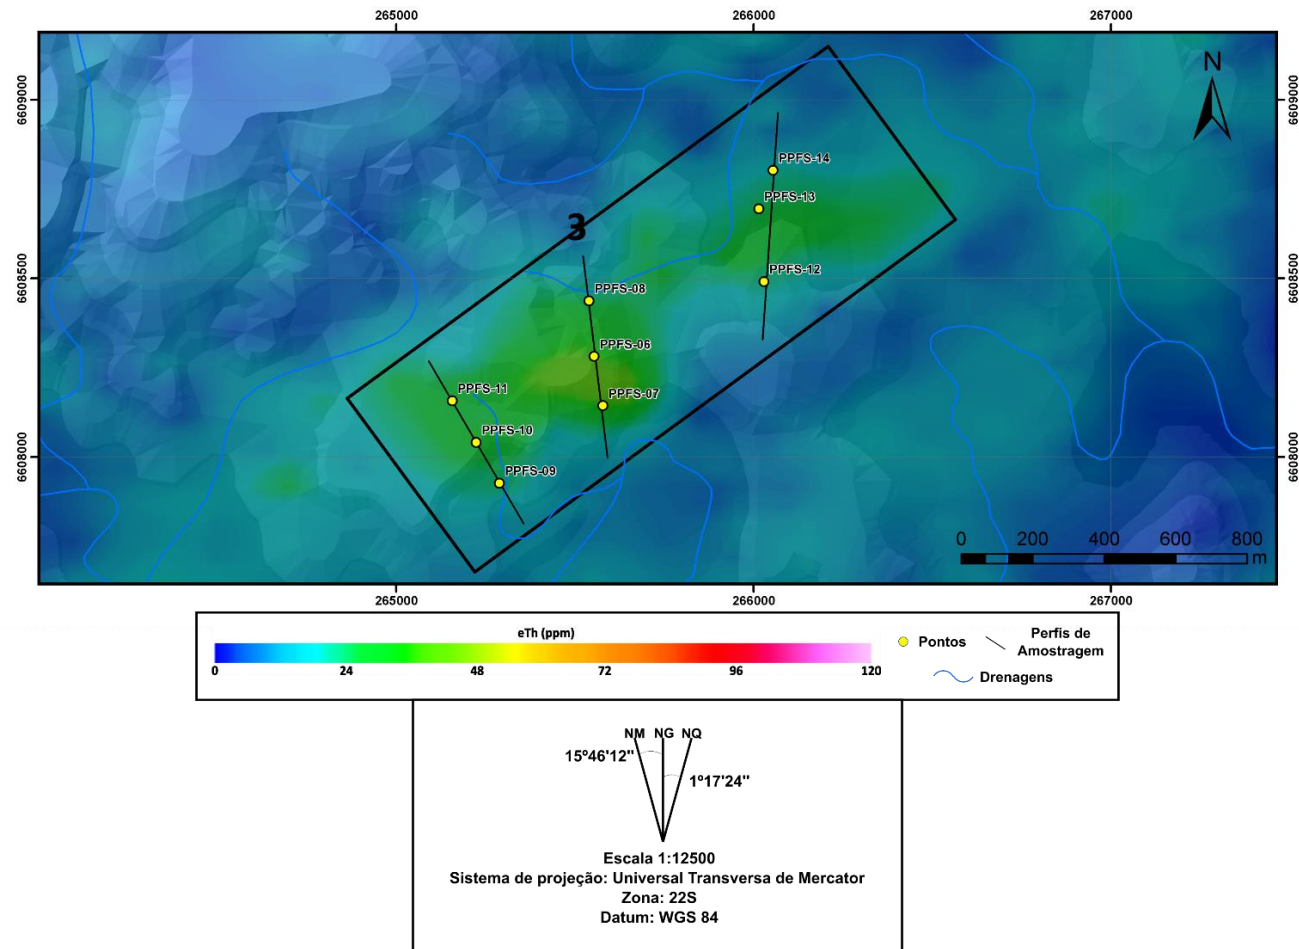 265000
266000
267000
N
6609000
6609000
PPFS-14
PPFS-13
3
PPFS-12
6608500
6608500
PPFS-08
PPFS-06
PPFS-11
PPFS-07
PPFS-10
6608000
6608000
PPFS-09
0 200 400 600 800
m
265000
266000
267000
eTh (ppm)
0 24 48 72 96 120
Pontos
Perfis de
Amostragem
Drenagens
NM NG NQ
15º46'12"
1º17'24"
Escala 1:12500
Sistema de projeção: Universal Transversa de Mercator
Zona: 22S
Datum: WGS 84